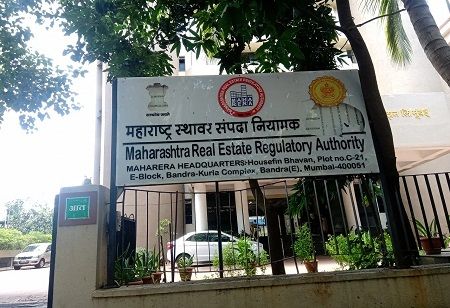 महाराष्ट्र स्थावर संपदा नियामक
Maharashtra Real Estate Regulatory Authority
MAHARERA HEADQUARTERS:Housefin Bhavan, Plot no.C-21,
E-Block, Bandra-Kurla Complex, Bandra(E), Mumbai-400051
आत